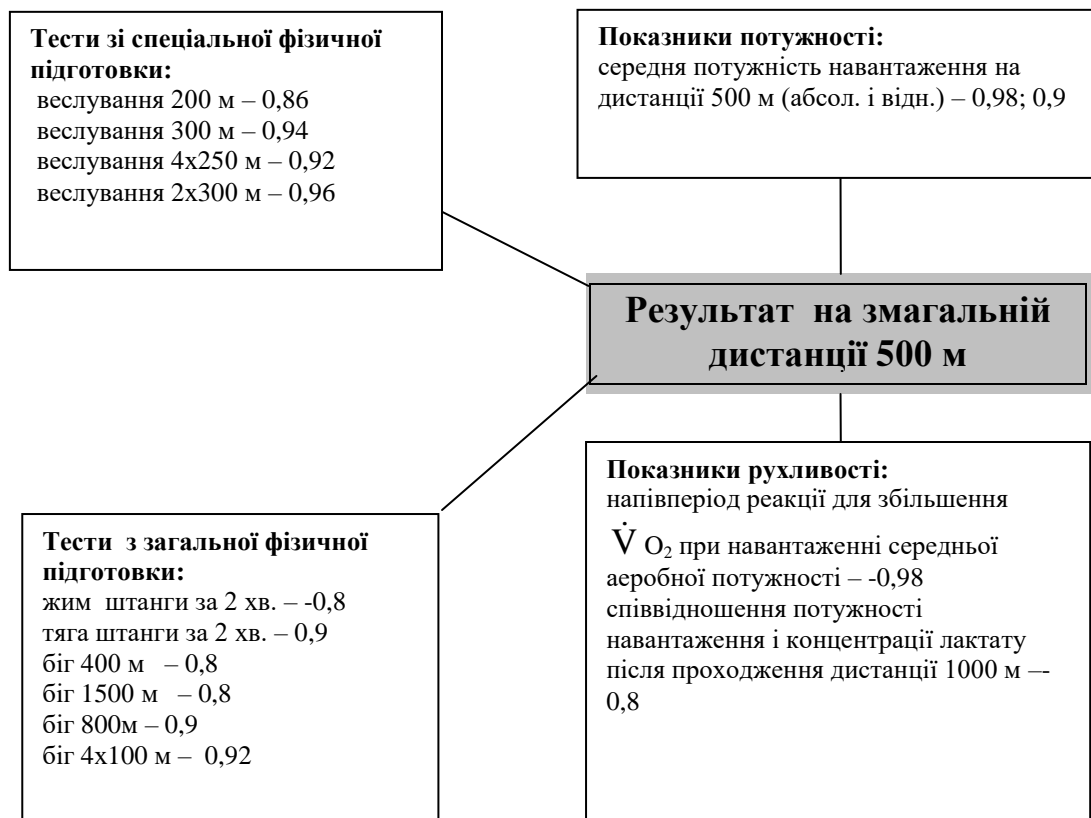 Тести зі спеціальної фізичної
підготовки:
веслування 200 м – 0,86
веслування 300 м – 0,94
веслування 4х250 м – 0,92
веслування 2х300 м – 0,96
Показники потужності:
середня потужність навантаження на
дистанції 500 м (абсол. і відн.) – 0,98; 0,9
Результат на змагальній
дистанції 500 м
Тести з загальної фізичної
підготовки:
жим штанги за 2 хв. – -0,8
тяга штанги за 2 хв. – 0,9
біг 400 м – 0,8
біг 1500 м – 0,8
біг 800м – 0,9
біг 4х100 м – 0,92
Показники рухливості:
напівперіод реакції для збільшення
V̇ O₂ при навантаженні середньої
аеробної потужності – -0,98
співвідношення потужності
навантаження і концентрації лактату
після проходження дистанції 1000 м –-
0,8